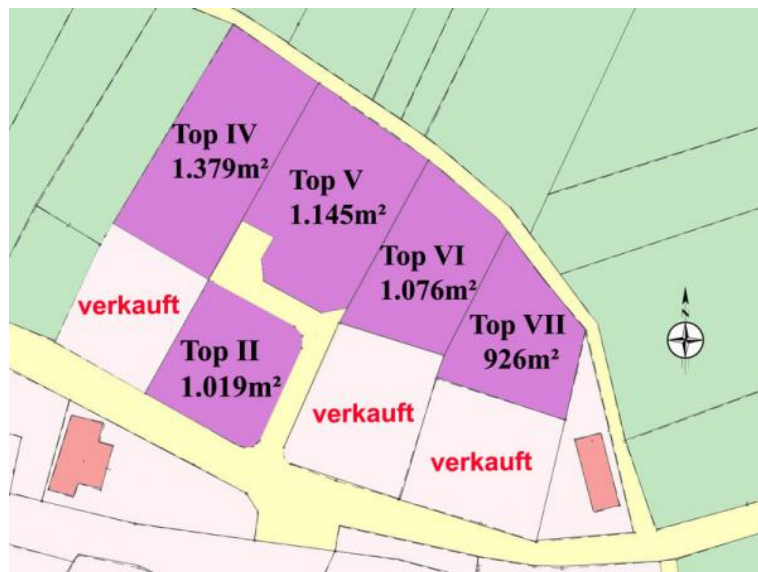 Top IV
1.379m²
Top V
1.145m²
Top VI
1.076m²
Top VII
926m²
verkauft
Top II
1.019m²
verkauft
verkauft
N